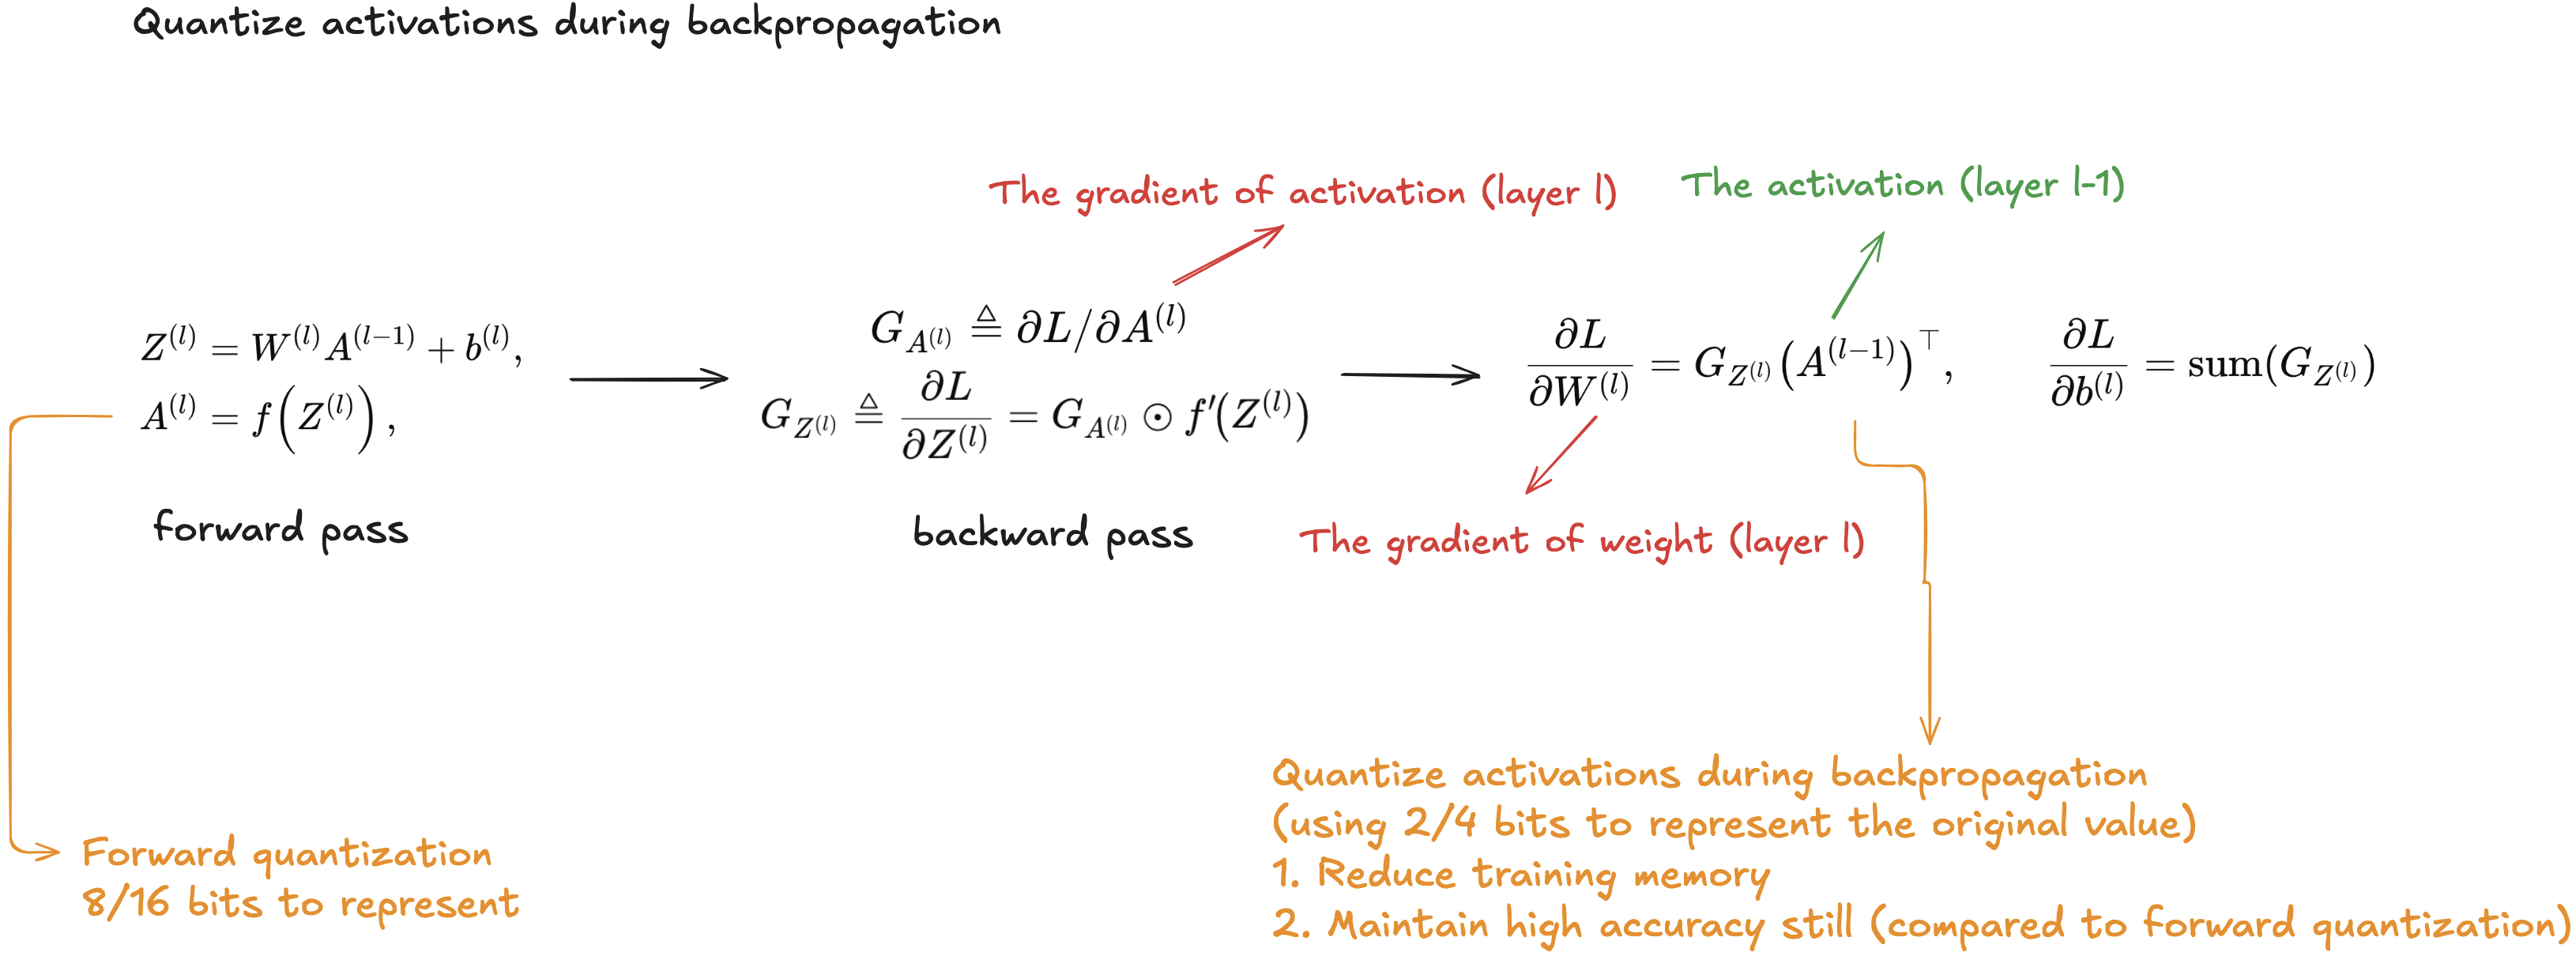 Quantize activations during backpropagation
The gradient of activation (layer l)
The activation (layer l-1)
Z^{(l)} = W^{(l)} A^{(l-1)} + b^{(l)},
A^{(l)} = f(Z^{(l)}),
forward pass
G_{A^{(l)}} ≜ ∂L/∂A^{(l)}
G_{Z^{(l)}} ≜ ∂L/∂Z^{(l)} = G_{A^{(l)}} ⊙ f'(Z^{(l)})
backward pass
∂L/∂W^{(l)} = G_{Z^{(l)}} (A^{(l-1)})^⊤, ∂L/∂b^{(l)} = sum(G_{Z^{(l)}})
The gradient of weight (layer l)
Forward quantization
8/16 bits to represent
Quantize activations during backpropagation
(using 2/4 bits to represent the original value)
1. Reduce training memory
2. Maintain high accuracy still (compared to forward quantization)